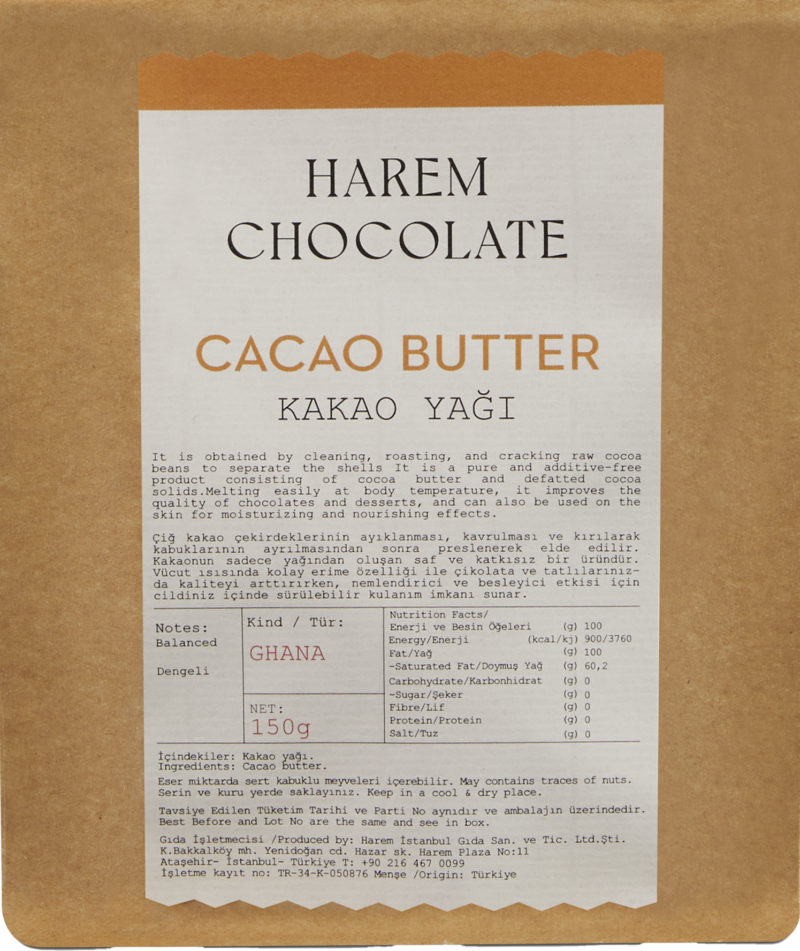 HAREM
CHOCOLATE
CACAO BUTTER
KAKAO YAĞI
It is obtained by cleaning, roasting, and cracking raw cocoa
beans to separate the shells It is a pure and additive-free
product consisting of cocoa butter and defatted cocoa
solids.Melting easily at body temperature, it improves the
quality of chocolates and desserts, and can also be used on the
skin for moisturizing and nourishing effects.
Çiğ kakao çekirdeklerinin ayıklanması, kavrulması ve kırılarak
kabuklarının ayrılmasından sonra preslenerek elde edilir.
Kakaonun sadece yağından oluşan saf ve katkısız bir üründür.
Vücut ısısında kolay erime özelliği ile çikolata ve tatlılarınız-
da kaliteyi arttırırken, nemlendirici ve besleyici etkisi için
cildiniz içinde sürülebilir kulanım imkanı sunar.
Notes:
Balanced
Dengeli
Kind / Tür:
GHANA
NET:
150g
Nutrition Facts/
Enerji ve Besin Öğeleri (g) 100
Energy/Enerji (kcal/kj) 900/3760
Fat/Yağ (g) 100
-Saturated Fat/Doymuş Yağ (g) 60,2
Carbohydrate/Karbonhidrat (g) 0
-Sugar/Şeker (g) 0
Fibre/Lif (g) 0
Protein/Protein (g) 0
Salt/Tuz (g) 0
İçindekiler: Kakao yağı.
Ingredients: Cacao butter.
Eser miktarda sert kabuklu meyveleri içerebilir. May contains traces of nuts.
Serin ve kuru yerde saklayınız. Keep in a cool & dry place.
Tavsiye Edilen Tüketim Tarihi ve Parti No aynıdır ve ambalajın üzerindedir.
Best Before and Lot No are the same and see in box.
Gıda İşletmecisi /Produced by: Harem İstanbul Gıda San. ve Tic. Ltd.Şti.
K.Bakkalköy mh. Yenidoğan cd. Hazar sk. Harem Plaza No:11
Ataşehir- İstanbul- Türkiye T: +90 216 467 0099
İşletme kayıt no: TR-34-K-050876 Menşe /Origin: Türkiye